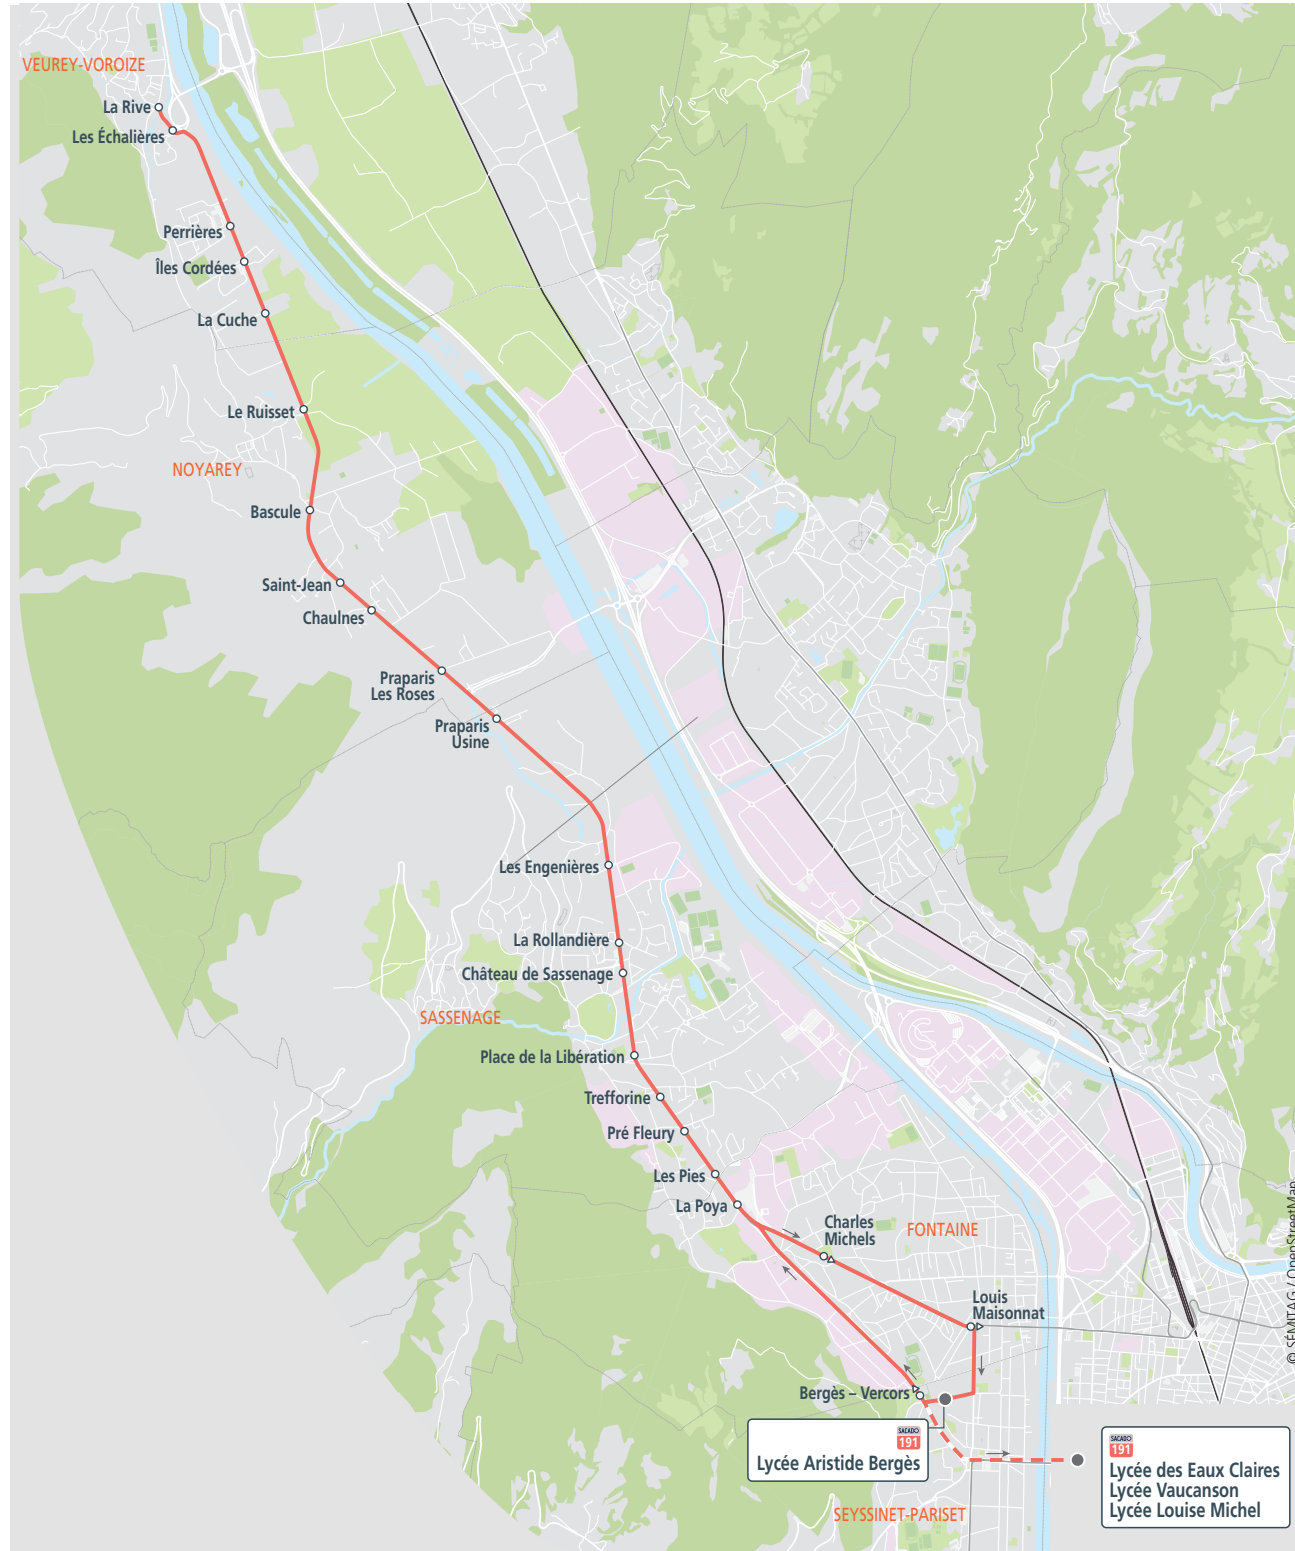 VEUREY-VOROIZE
La Rive
Les Échalières
Perrières
Îles Cordées
La Cuche
Le Ruisset
NOYAREY
Bascule
Saint-Jean
Chaulnes
Praparis
Les Roses
Praparis
Usine
Les Engenières
La Rollandière
Château de Sassenage
SASSENAGE
Place de la Libération
Trefforine
Pré Fleury
Les Pies
La Poya
Charles
Michels
FONTAINE
Louis
Maisonnat
© SÉMITAG / OpenStreetMap
Bergès – Vercors
SACADO
191
Lycée Aristide Bergès
SACADO
191
Lycée des Eaux Claires
Lycée Vaucanson
Lycée Louise Michel
SEYSSINET-PARISET